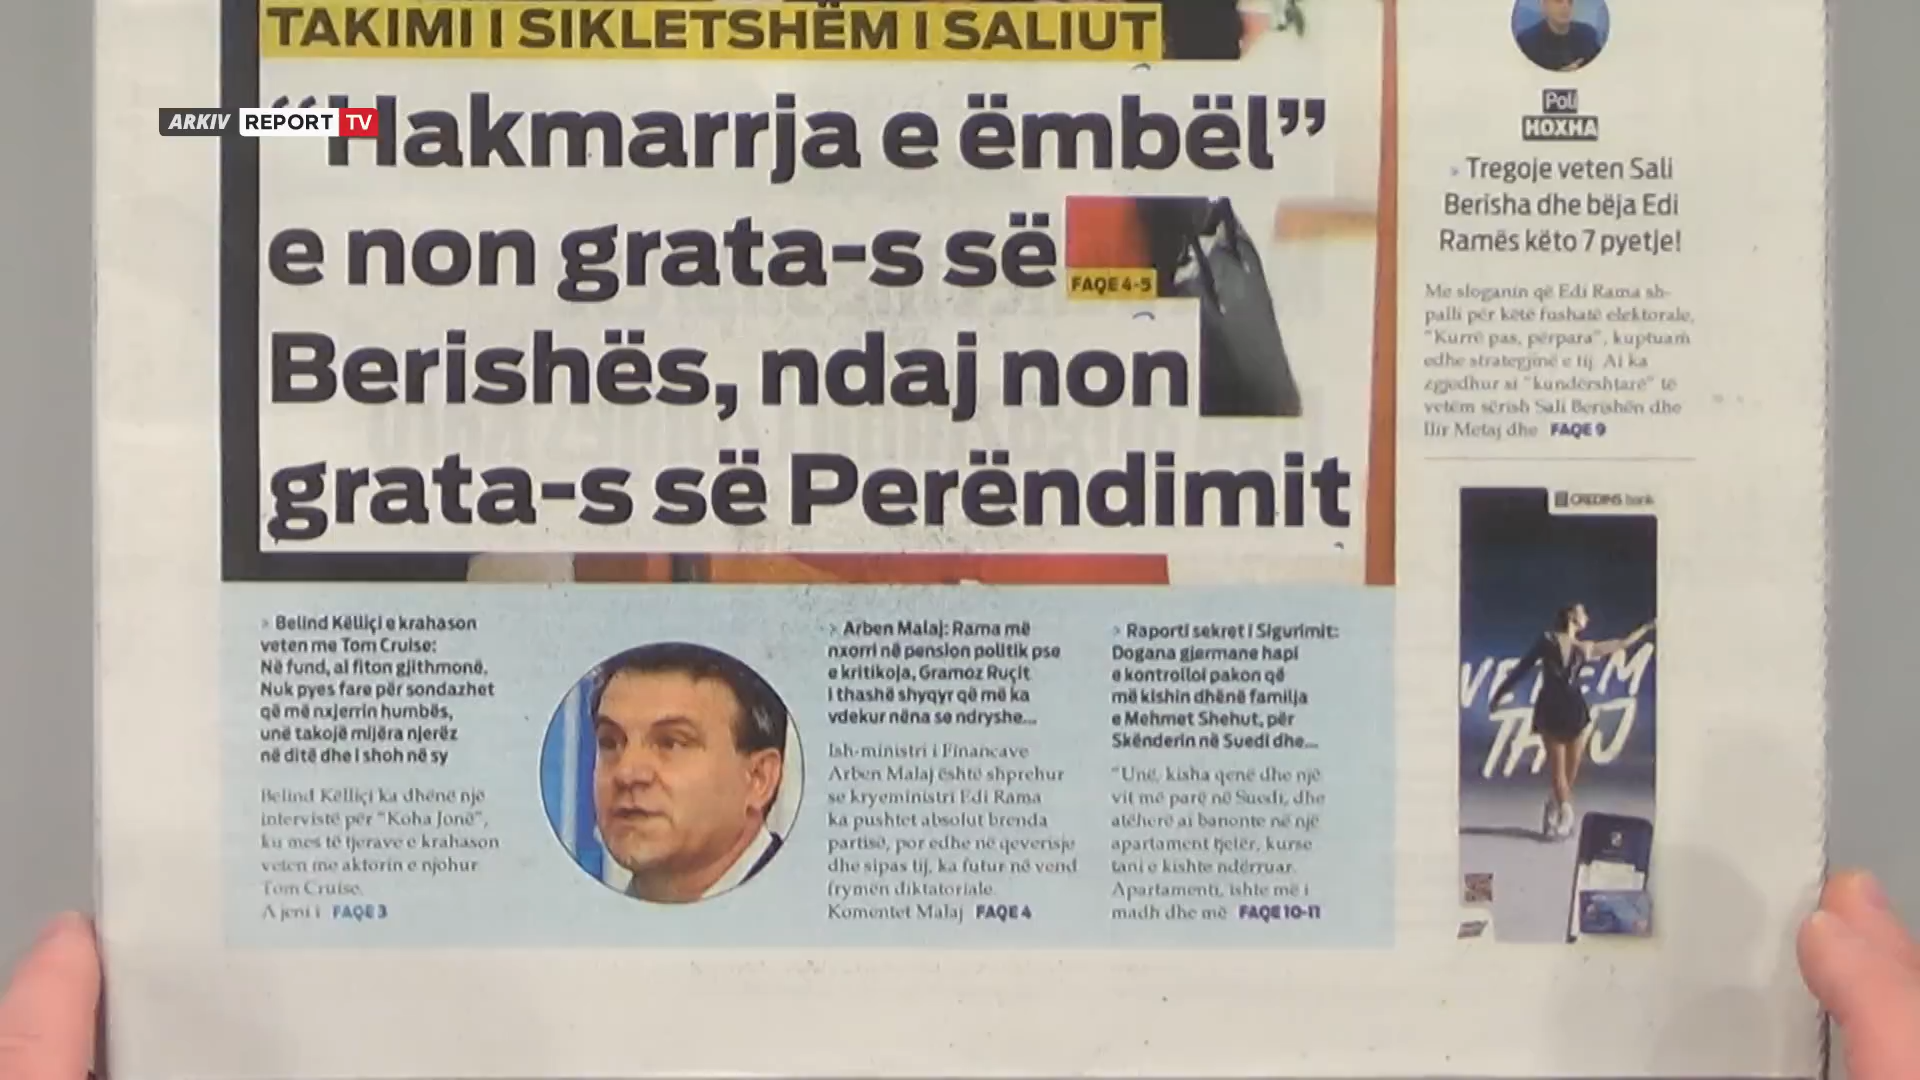 TAKIMI I SIKLETSHËM I SALIUT
ARKIV REPORT TV
“Hakmarrja e ëmbël”
e non grata-s së
FAQE 4-5
Berishës, ndaj non
grata-s së Perëndimit
Poli
HOXHA
» Tregoje veten Sali
Berisha dhe bëja Edi
Ramës këto 7 pyetje!
Me sloganin që Edi Rama sh-
palli për këtë fushatë elektorale,
“Kurrë pas, përpara”, kuptuam
edhe strategjinë e tij. Ai ka
zgjedhur si “kundërshtarë” të
vetëm sërish Sali Berishën dhe
Ilir Metaj dhe FAQE 9
CREDINS bank
VETËM
THUJ
> Belind Këlliçi e krahason
veten me Tom Cruise:
Në fund, ai fiton gjithmonë.
Nuk pyes fare për sondazhet
që më nxjerrin humbës,
unë takojë mijëra njerëz
në ditë dhe i shoh në sy
Belind Këlliçi ka dhënë një
intervistë për “Koha Jonë”,
ku mes të tjerave e krahason
veten me aktorin e njohur
Tom Cruise.
A jeni i FAQE 3
> Arben Malaj: Rama më
nxorri në pension politik pse
e kritikoja, Gramoz Ruçit
i thashë shyqyr që më ka
vdekur nëna se ndryshe...
Ish-ministri i Financave
Arben Malaj është shprehur
se kryeministri Edi Rama
ka pushtet absolut brenda
partisë, por edhe në qeverisje
dhe sipas tij, ka futur në vend
frymën diktatoriale.
Komentet Malaj FAQE 4
> Raporti sekret i Sigurimit:
Dogana gjermane hapi
e kontrolloi pakon që
më kishin dhënë familja
e Mehmet Shehut, për
Skënderin në Suedi dhe...
“Unë, kisha qenë dhe një
vit më parë në Suedi, dhe
atëherë ai banonte në një
apartament tjetër, kurse
tani e kishte ndërruar.
Apartamenti, ishte më i
madh dhe më FAQE 10-11